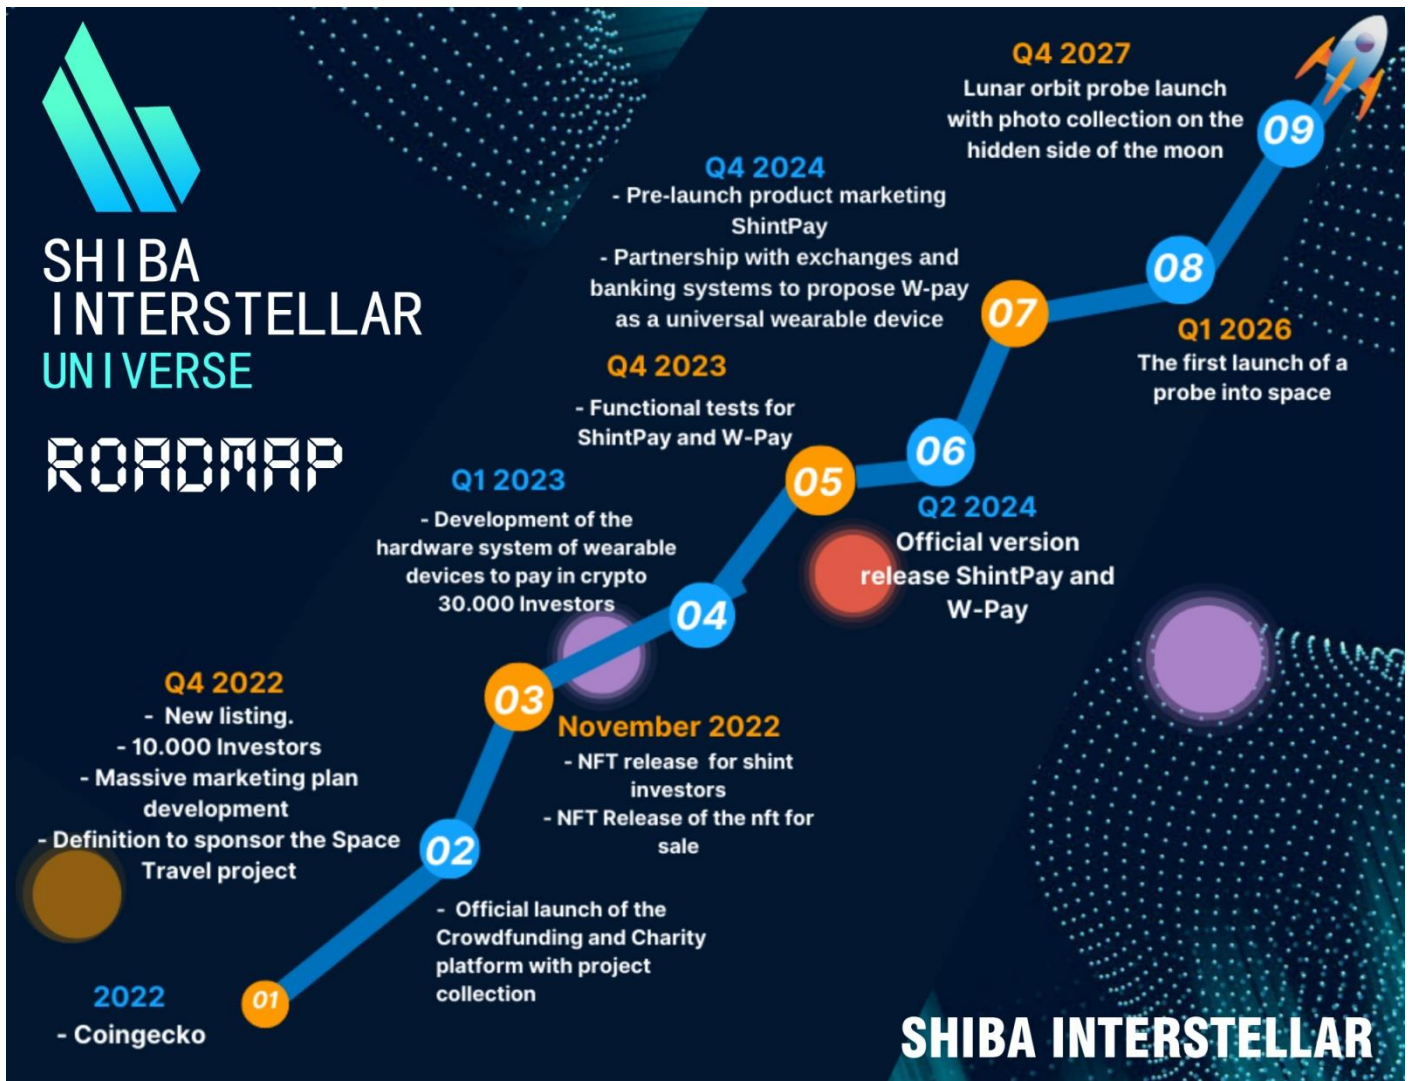 SHIBA
INTERSTELLAR
UNIVERSE
ROADMAP
2022
- Coingecko
01
Q4 2022
- New listing.
- 10.000 Investors
- Massive marketing plan
development
- Definition to sponsor the Space
Travel project
02
- Official launch of the
Crowdfunding and Charity
platform with project
collection
03
November 2022
- NFT release for shint
investors
- NFT Release of the nft for
sale
Q1 2023
- Development of the
hardware system of wearable
devices to pay in crypto
30.000 Investors
04
Q4 2023
- Functional tests for
ShintPay and W-Pay
05
06
Q2 2024
Official version
release ShintPay and
W-Pay
Q4 2024
- Pre-launch product marketing
ShintPay
- Partnership with exchanges and
banking systems to propose W-pay
as a universal wearable device
07
08
Q1 2026
The first launch of a
probe into space
Q4 2027
Lunar orbit probe launch
with photo collection on the
hidden side of the moon
09
SHIBA INTERSTELLAR